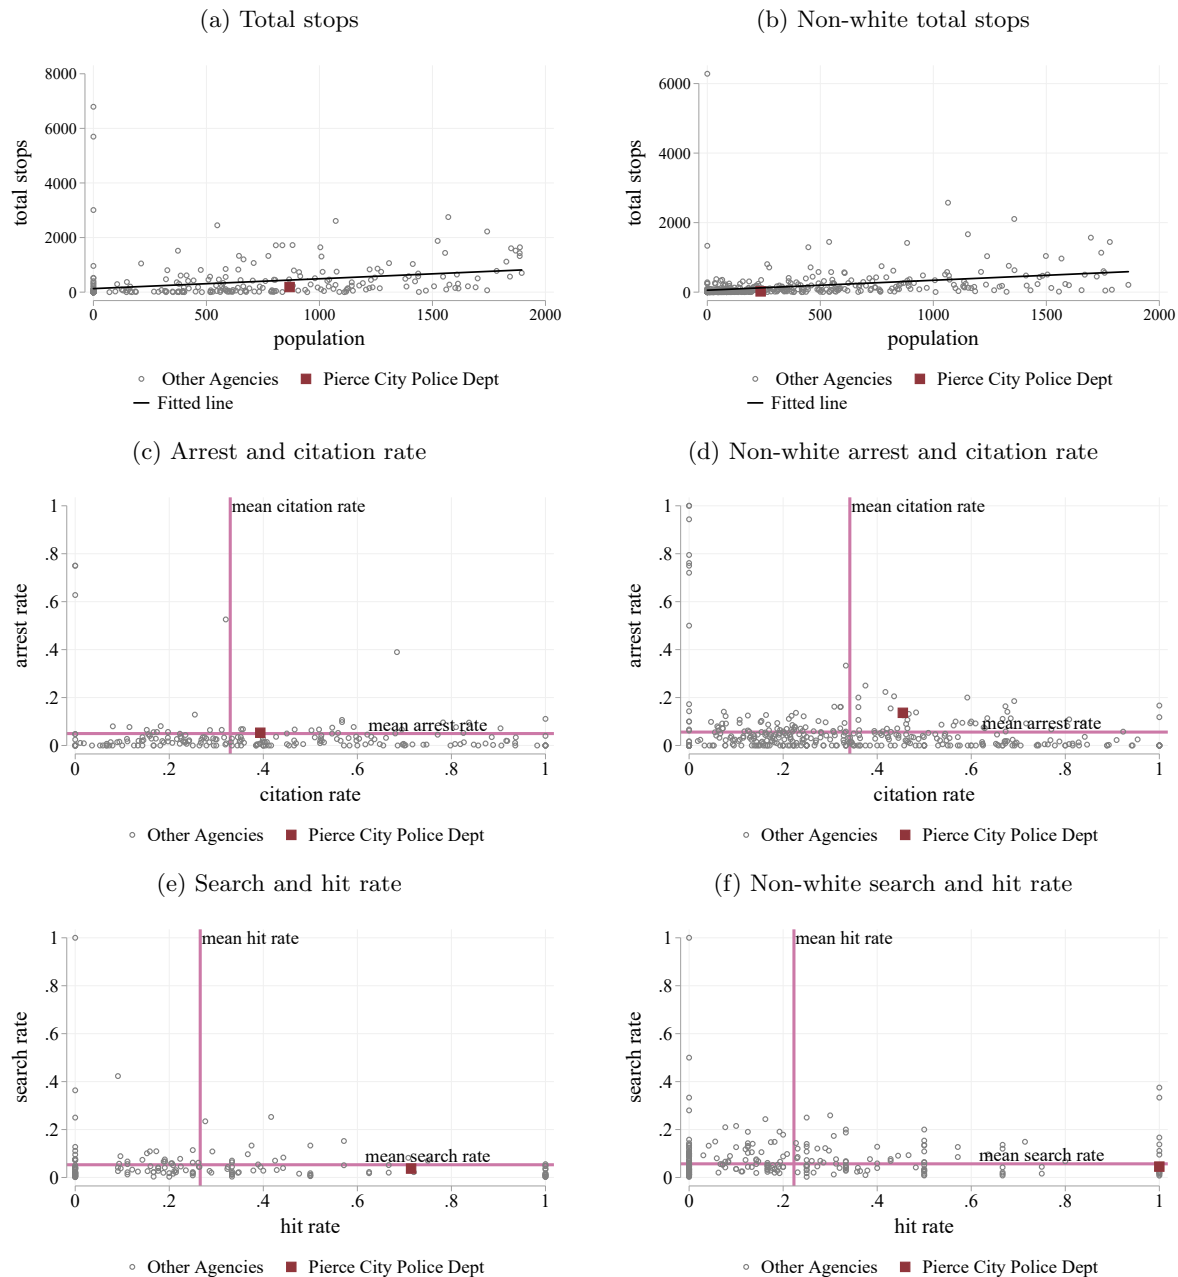 (a) Total stops
8000
6000
4000
2000
0
total stops
0 500 1000 1500 2000
population
Other Agencies Pierce City Police Dept
Fitted line
(b) Non-white total stops
6000
4000
2000
0
total stops
0 500 1000 1500 2000
population
Other Agencies Pierce City Police Dept
Fitted line
(c) Arrest and citation rate
mean citation rate
mean arrest rate
1
.8
.6
.4
.2
0
arrest rate
0 .2 .4 .6 .8 1
citation rate
Other Agencies Pierce City Police Dept
(d) Non-white arrest and citation rate
mean citation rate
mean arrest rate
1
.8
.6
.4
.2
0
arrest rate
0 .2 .4 .6 .8 1
citation rate
Other Agencies Pierce City Police Dept
(e) Search and hit rate
mean hit rate
mean search rate
1
.8
.6
.4
.2
0
search rate
0 .2 .4 .6 .8 1
hit rate
Other Agencies Pierce City Police Dept
(f) Non-white search and hit rate
mean hit rate
mean search rate
1
.8
.6
.4
.2
0
search rate
0 .2 .4 .6 .8 1
hit rate
Other Agencies Pierce City Police Dept